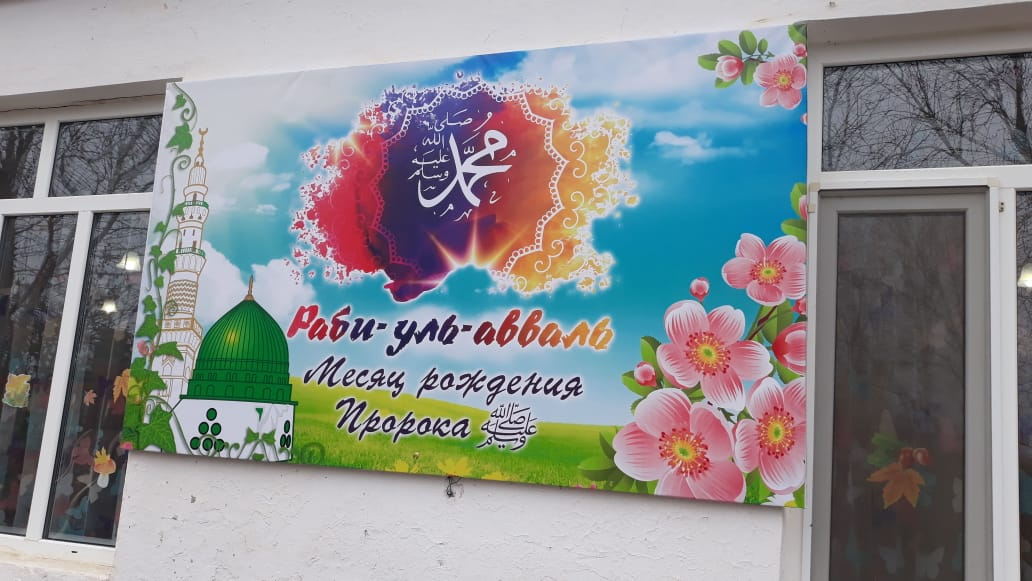 محمد
صلى
الله
عليه
وسلم
Раби-уль-авваль
Месяц рождения
Пророка صلى الله عليه وسلم